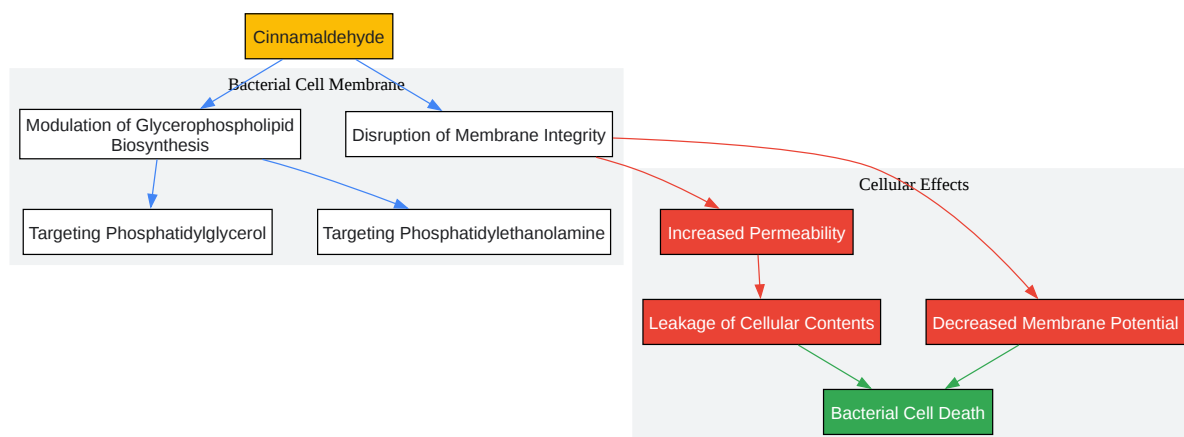 Cinnamaldehyde
Bacterial Cell Membrane
Modulation of Glycerophospholipid
Biosynthesis
Disruption of Membrane Integrity
Targeting Phosphatidylglycerol
Targeting Phosphatidylethanolamine
Cellular Effects
Increased Permeability
Leakage of Cellular Contents
Decreased Membrane Potential
Bacterial Cell Death